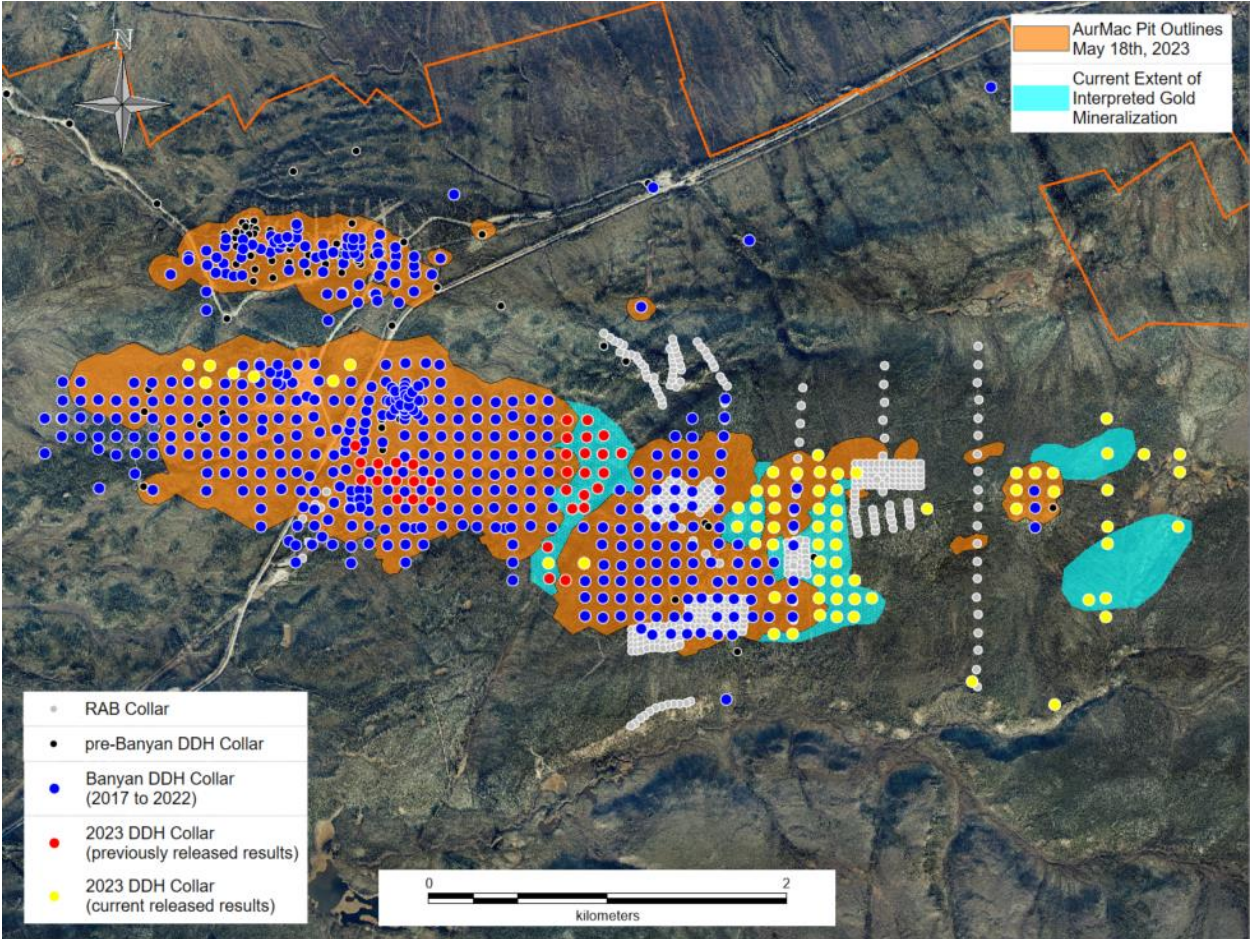 N
AurMac Pit Outlines
May 18th, 2023
Current Extent of
Interpreted Gold
Mineralization
RAB Collar
pre-Banyan DDH Collar
Banyan DDH Collar
(2017 to 2022)
2023 DDH Collar
(previously released results)
2023 DDH Collar
(current released results)
0 2
kilometers